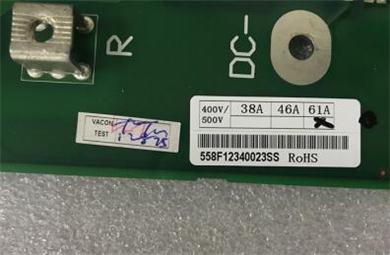 R
DC-
400V/ 38A 46A 61A
500V
VACON
TEST
558F12340023SS RoHS